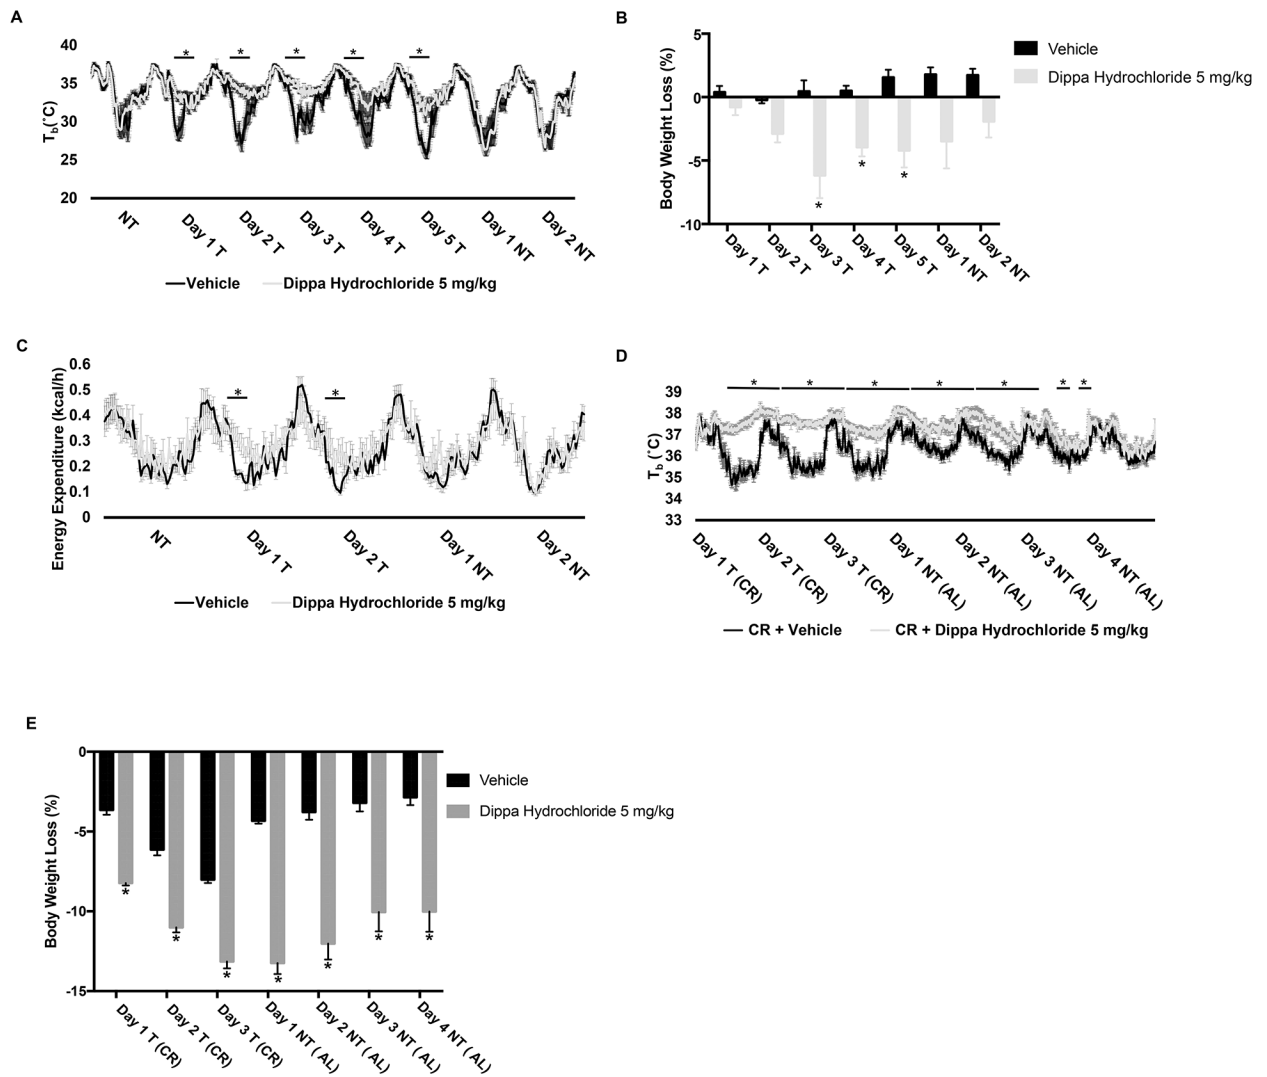 A
40
35
30
25
20
Tb(˚C)
*
*
*
*
*
NT
Day 1 T
Day 2 T
Day 3 T
Day 4 T
Day 5 T
Day 1 NT
Day 2 NT
Vehicle
Dippa Hydrochloride 5 mg/kg
B
5
0
-5
-10
Body Weight Loss (%)
*
*
*
Day 1 T
Day 2 T
Day 3 T
Day 4 T
Day 5 T
Day 1 NT
Day 2 NT
Vehicle
Dippa Hydrochloride 5 mg/kg
C
0.6
0.5
0.4
0.3
0.2
0.1
0
Energy Expenditure (kcal/h)
*
*
NT
Day 1 T
Day 2 T
Day 1 NT
Day 2 NT
Vehicle
Dippa Hydrochloride 5 mg/kg
D
39
38
37
36
35
34
33
Tb (˚C)
*
*
*
*
*
*
*
Day 1 T (CR)
Day 2 T (CR)
Day 3 T (CR)
Day 1 NT (AL)
Day 2 NT (AL)
Day 3 NT (AL)
Day 4 NT (AL)
CR + Vehicle
CR + Dippa Hydrochloride 5 mg/kg
E
0
-5
-10
-15
Body Weight Loss (%)
*
*
*
*
*
*
*
Day 1 T (CR)
Day 2 T (CR)
Day 3 T (CR)
Day 1 NT (AL)
Day 2 NT (AL)
Day 3 NT (AL)
Day 4 NT (AL)
Vehicle
Dippa Hydrochloride 5 mg/kg